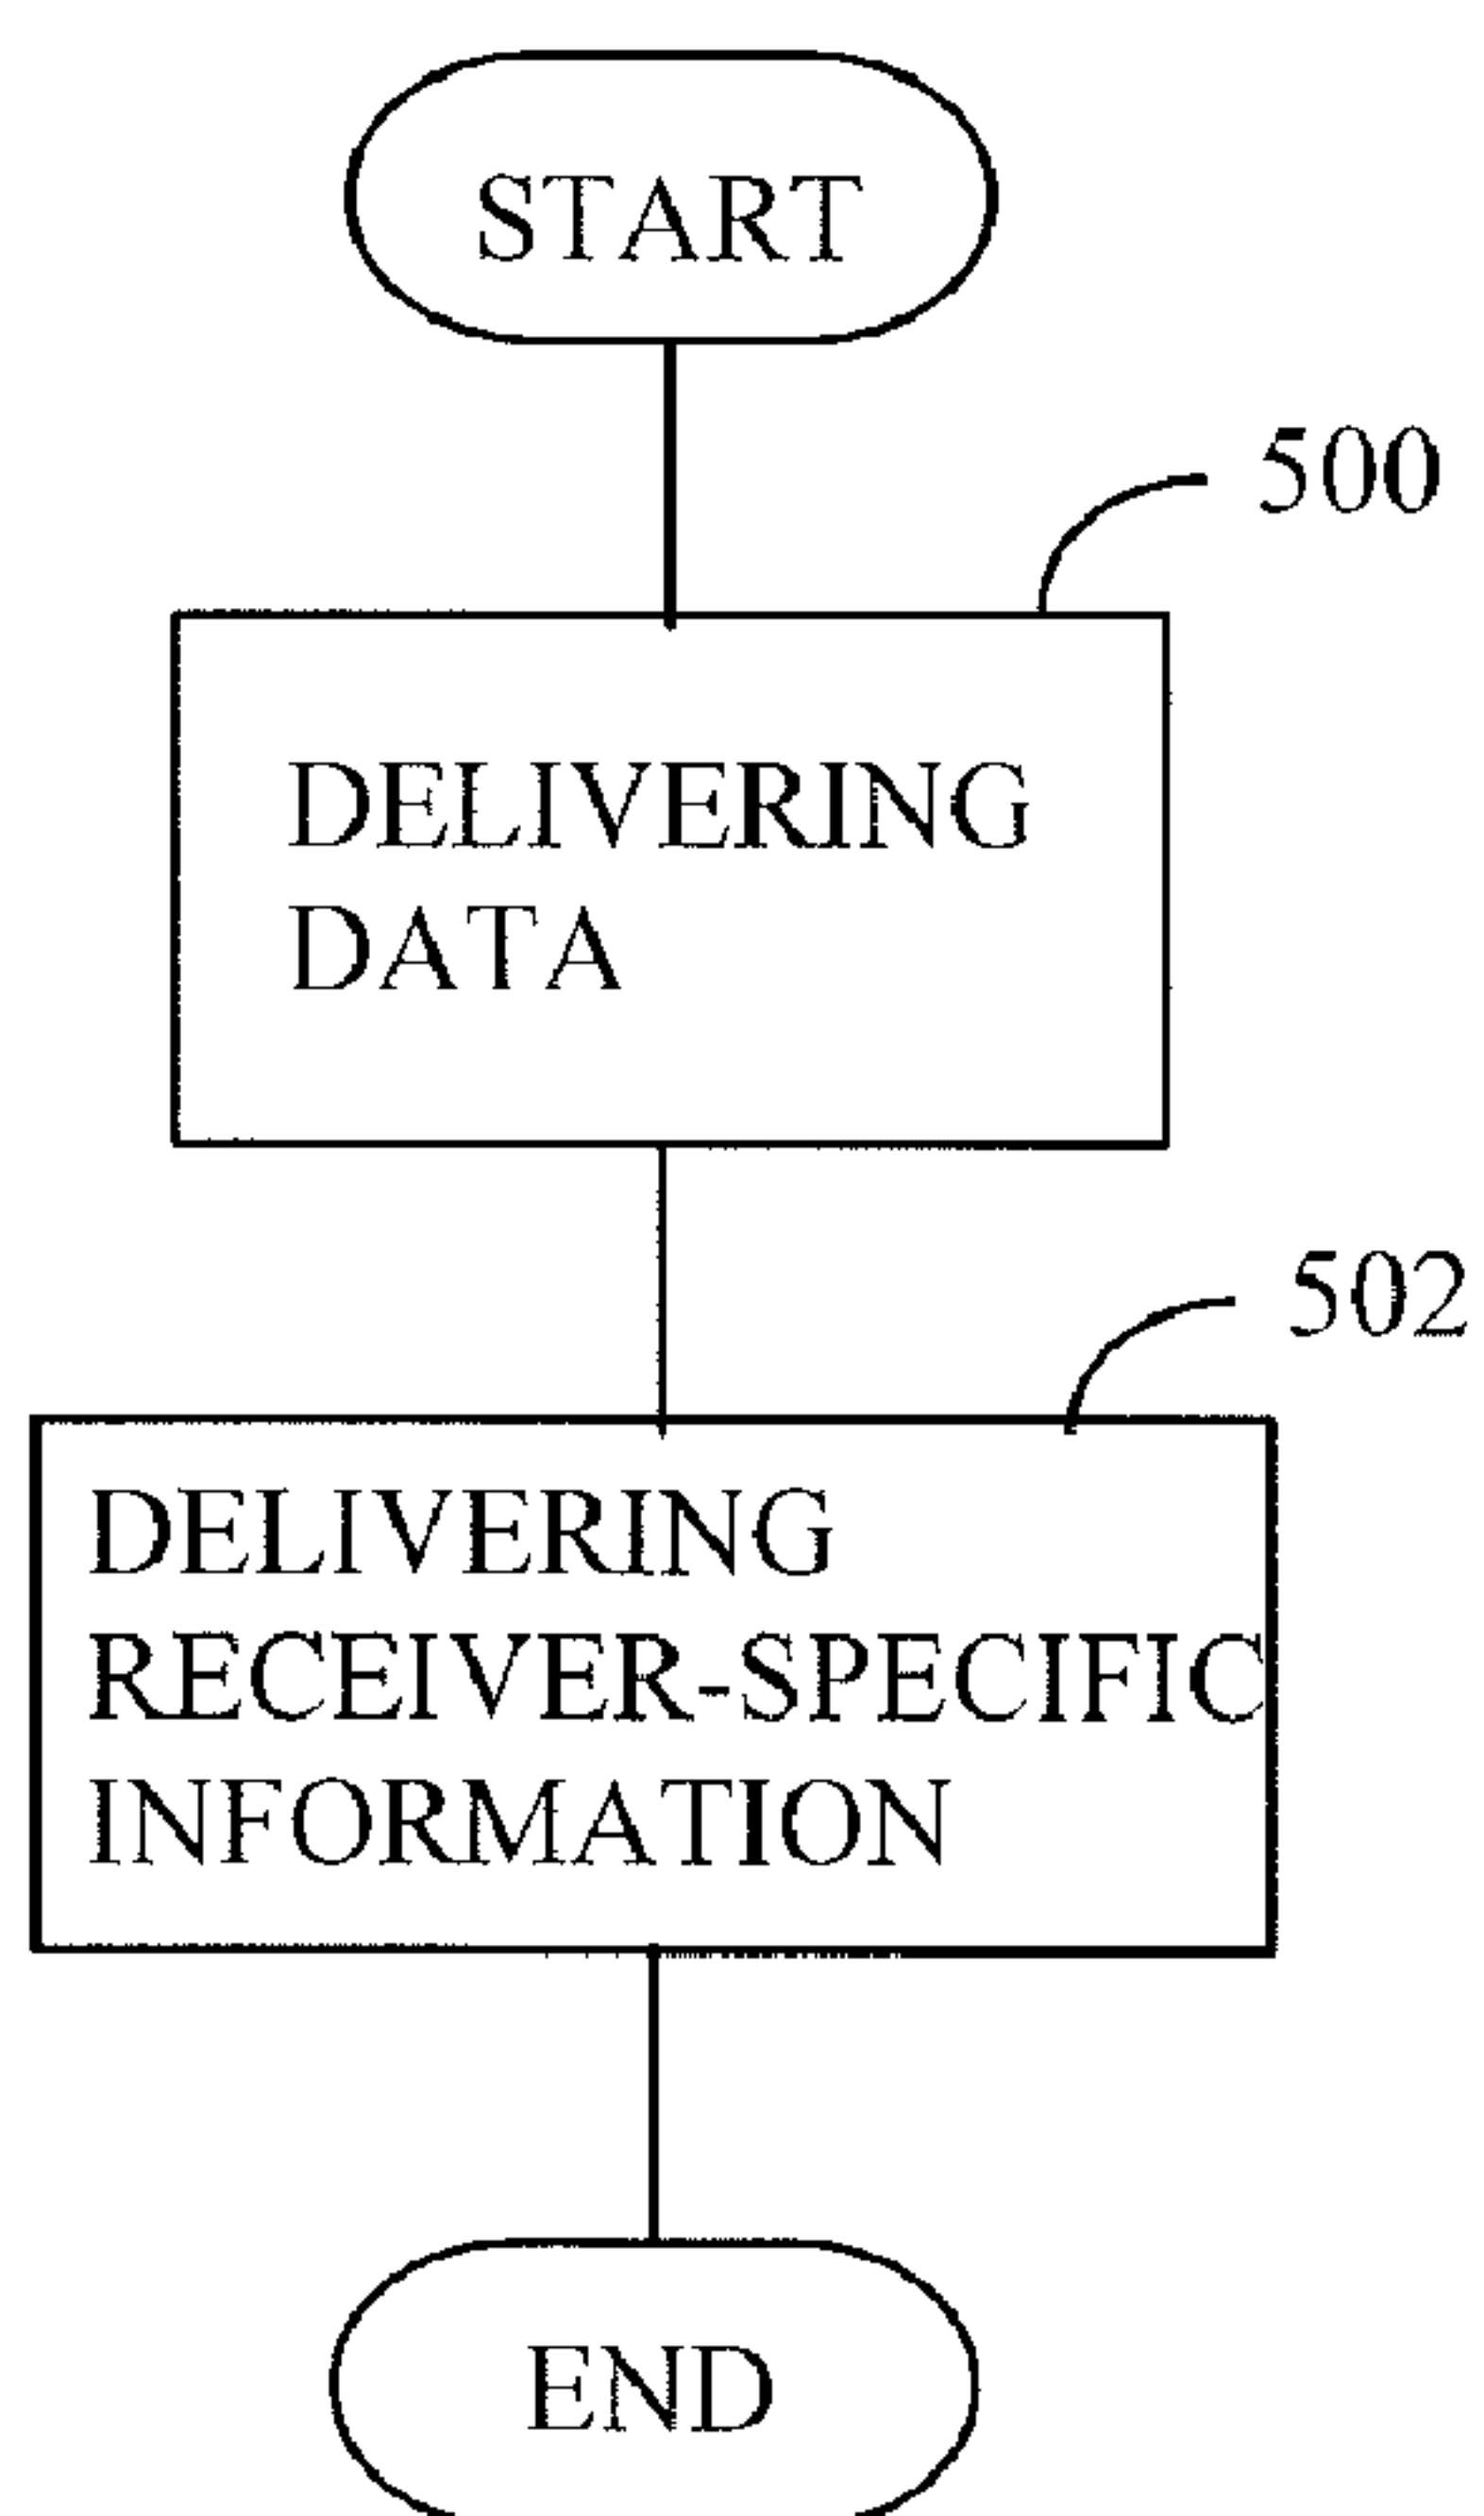 START
500
DELIVERING
DATA
502
DELIVERING
RECEIVER-SPECIFIC
INFORMATION
END